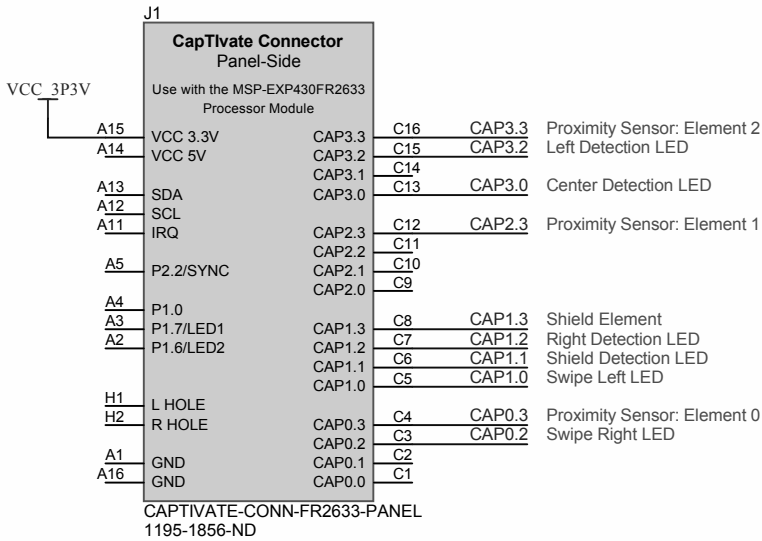 J1
CapTIvate Connector
Panel-Side
Use with the MSP-EXP430FR2633
Processor Module
VCC_3P3V
A15 VCC 3.3V CAP3.3 C16 CAP3.3 Proximity Sensor: Element 2
A14 VCC 5V CAP3.2 C15 CAP3.2 Left Detection LED
CAP3.1 C14
A13 SDA CAP3.0 C13 CAP3.0 Center Detection LED
A12 SCL
A11 IRQ CAP2.3 C12 CAP2.3 Proximity Sensor: Element 1
CAP2.2 C11
A5 P2.2/SYNC CAP2.1 C10
CAP2.0 C9
A4 P1.0
A3 P1.7/LED1 CAP1.3 C8 CAP1.3 Shield Element
A2 P1.6/LED2 CAP1.2 C7 CAP1.2 Right Detection LED
CAP1.1 C6 CAP1.1 Shield Detection LED
CAP1.0 C5 CAP1.0 Swipe Left LED
H1 L HOLE
H2 R HOLE CAP0.3 C4 CAP0.3 Proximity Sensor: Element 0
CAP0.2 C3 CAP0.2 Swipe Right LED
A1 GND CAP0.1 C2
A16 GND CAP0.0 C1
CAPTIVATE-CONN-FR2633-PANEL
1195-1856-ND